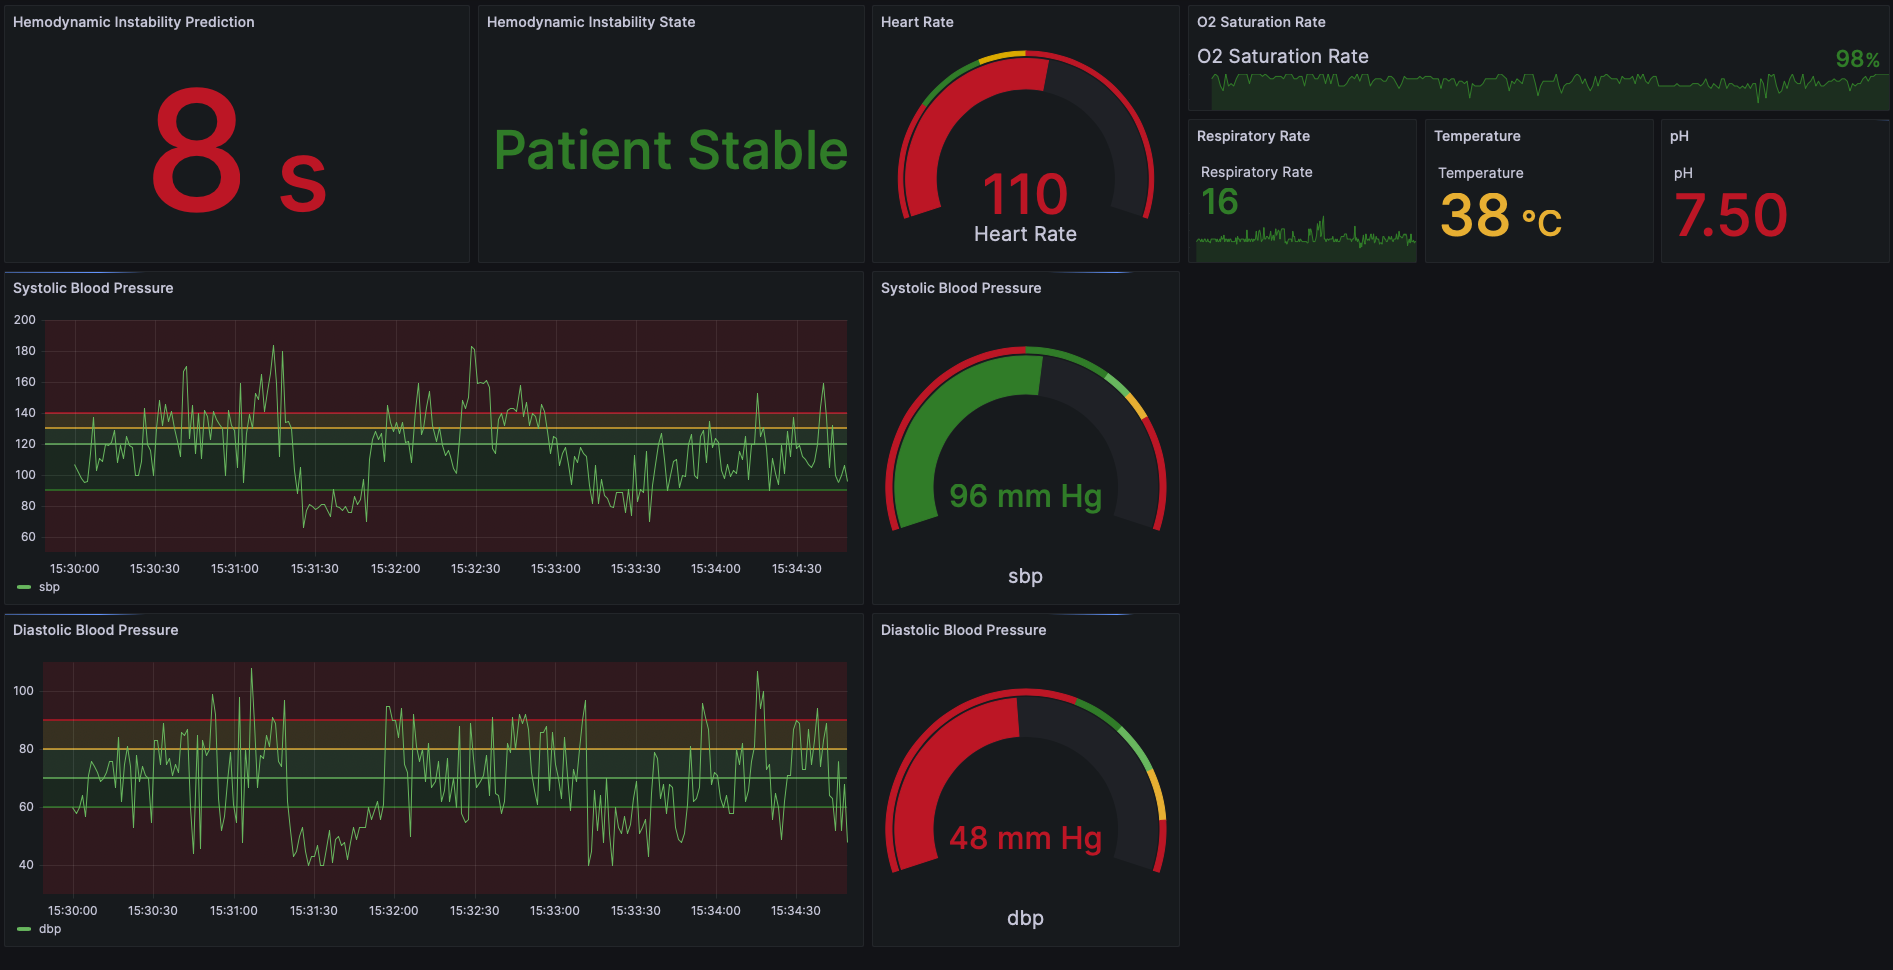 Hemodynamic Instability Prediction
8 s
Hemodynamic Instability State
Patient Stable
Heart Rate
110
Heart Rate
O2 Saturation Rate
O2 Saturation Rate
98%
Respiratory Rate
Respiratory Rate
16
Temperature
Temperature
38 °C
pH
pH
7.50
Systolic Blood Pressure
200
180
160
140
120
100
80
60
15:30:00 15:30:30 15:31:00 15:31:30 15:32:00 15:32:30 15:33:00 15:33:30 15:34:00 15:34:30
sbp
Systolic Blood Pressure
96 mm Hg
sbp
Diastolic Blood Pressure
100
80
60
40
15:30:00 15:30:30 15:31:00 15:31:30 15:32:00 15:32:30 15:33:00 15:33:30 15:34:00 15:34:30
dbp
Diastolic Blood Pressure
48 mm Hg
dbp